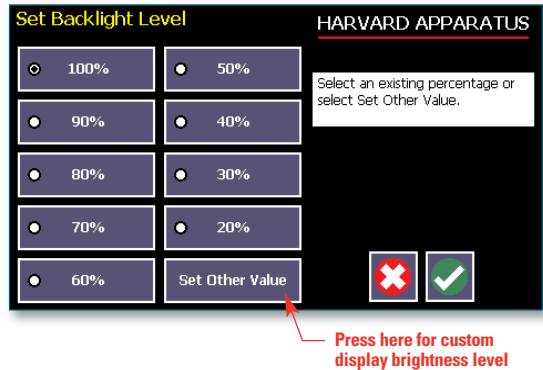 Set Backlight Level
HARVARD APPARATUS
100%
50%
90%
40%
80%
30%
70%
20%
60%
Set Other Value
Select an existing percentage or
select Set Other Value.
Press here for custom
display brightness level